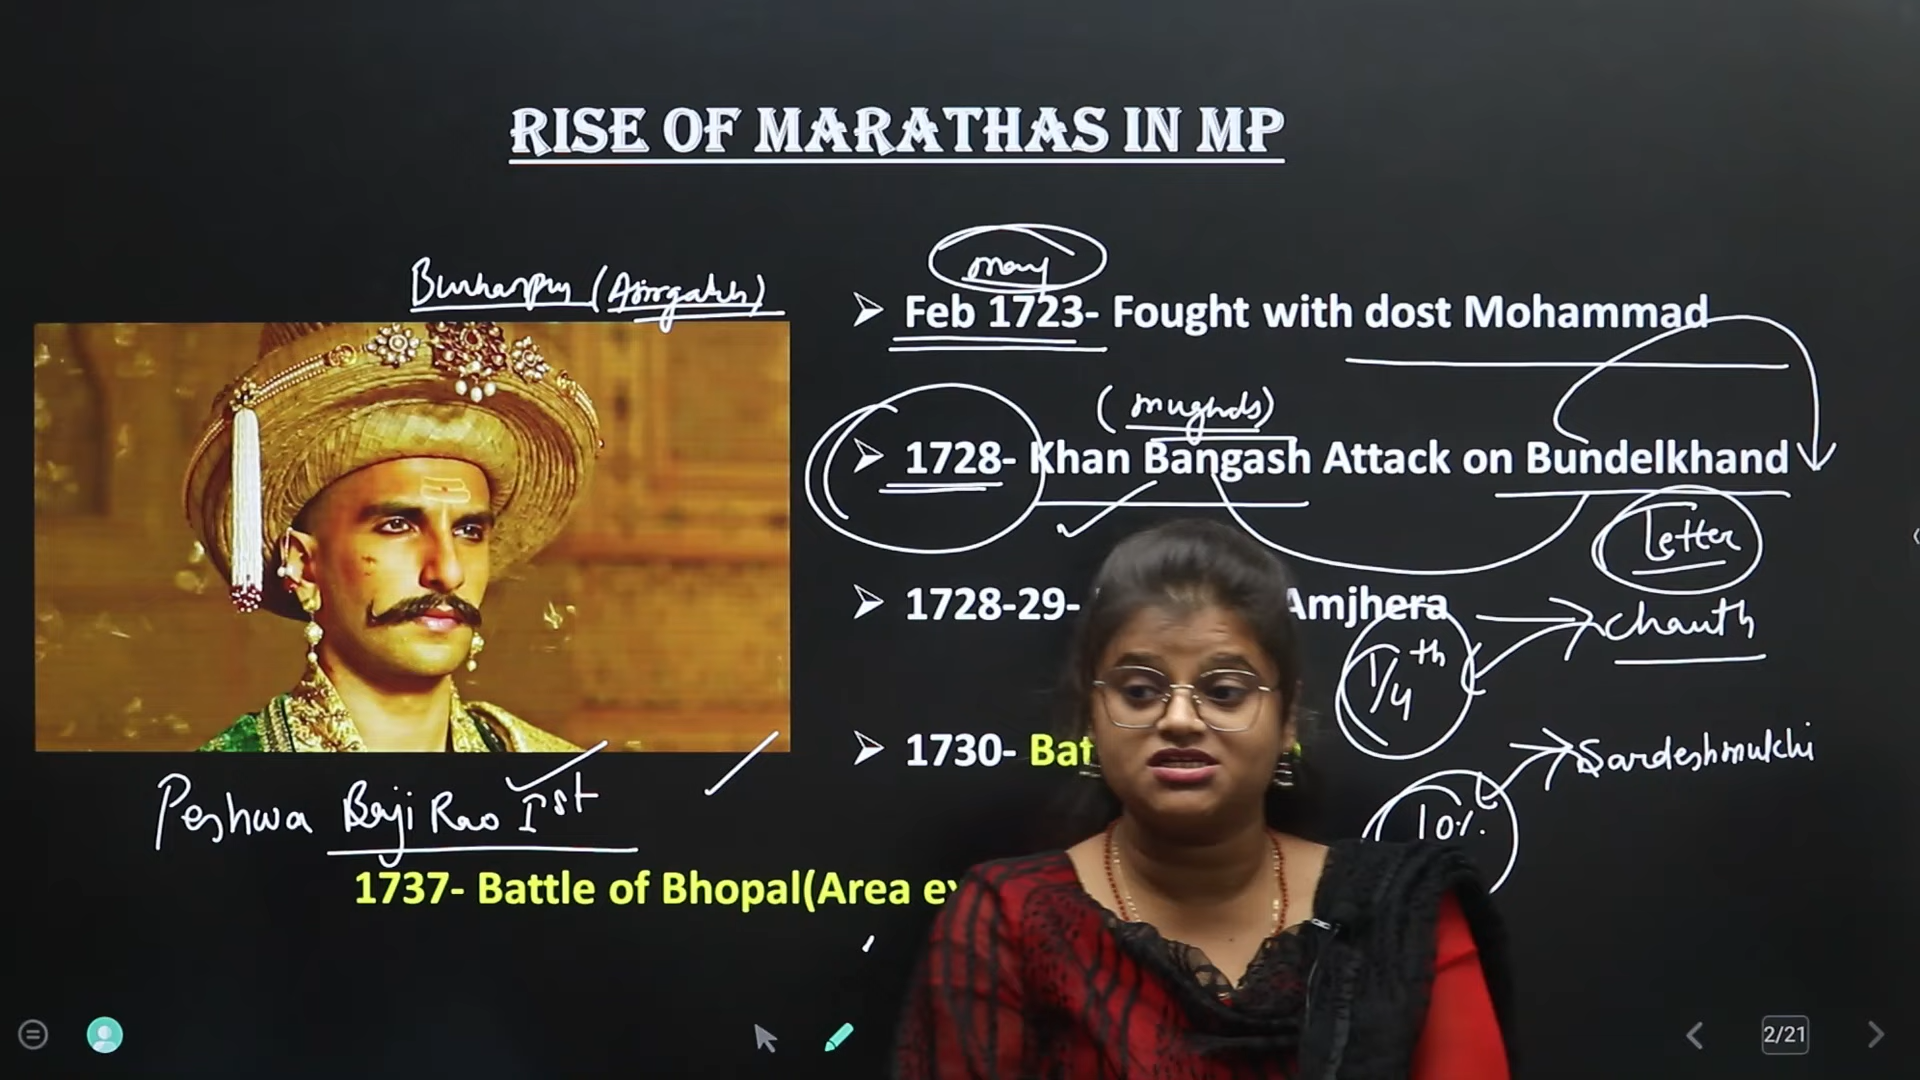 RISE OF MARATHAS IN MP
Burhanpur (Asirgarh)
may
Feb 1723- Fought with dost Mohammad
(mughals)
1728- Khan Bangash Attack on Bundelkhand
Letter
1728-29- Amjhera
chauth
1/4th
1730- Bat
Sardeshmukhi
10%
Peshwa Baji Rao Ist
1737- Battle of Bhopal(Area ex
2/21